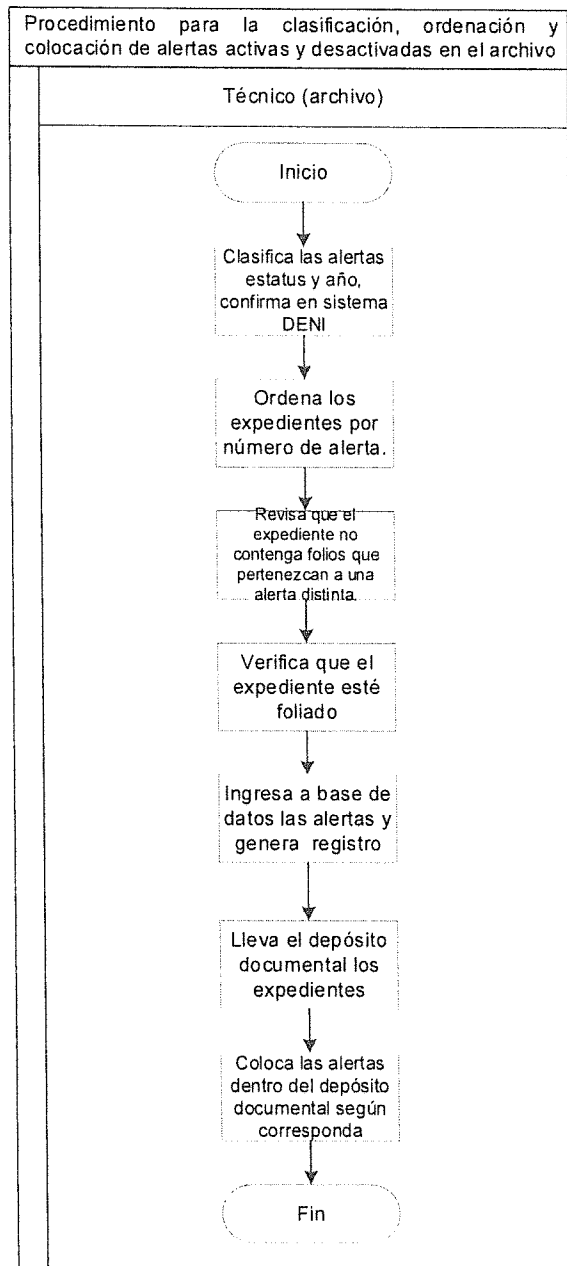 Procedimiento para la clasificación, ordenación y
colocación de alertas activas y desactivadas en el archivo
Técnico (archivo)
Inicio
Clasifica las alertas
estatus y año,
confirma en sistema
DENI
Ordena los
expedientes por
número de alerta.
Revisa que el
expediente no
contenga folios que
pertenezcan a una
alerta distinta.
Verifica que el
expediente esté
foliado
Ingresa a base de
datos las alertas y
genera registro
Lleva el depósito
documental los
expedientes
Coloca las alertas
dentro del depósito
documental según
corresponda
Fin